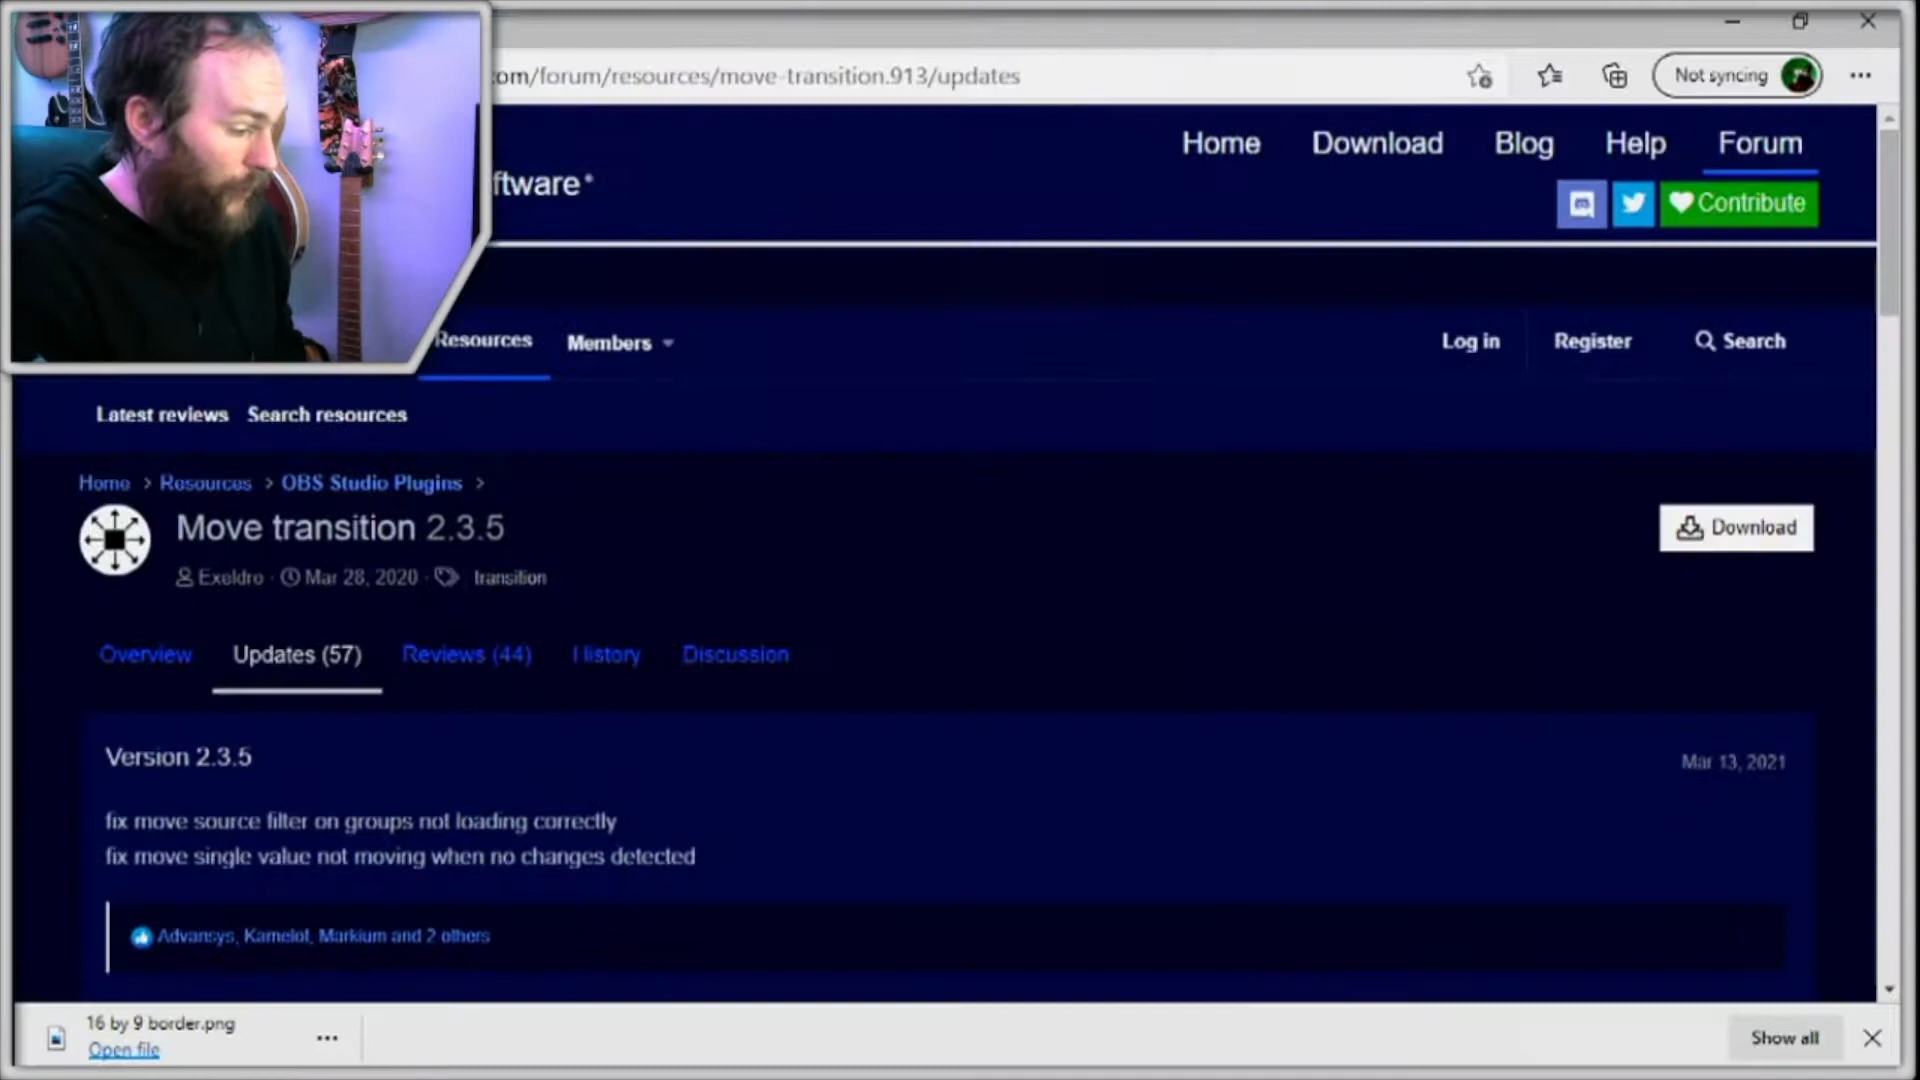 om/forum/resources/move-transition.913/updates
Not syncing
Home Download Blog Help Forum
ftware*
Contribute
Resources Members
Log in Register Search
Latest reviews Search resources
Home > Resources > OBS Studio Plugins >
Move transition 2.3.5
Download
Exeldro · Mar 28, 2020 · transition
Overview Updates (57) Reviews (44) History Discussion
Version 2.3.5
Mar 13, 2021
fix move source filter on groups not loading correctly
fix move single value not moving when no changes detected
Advansys, Kamelot, Markium and 2 others
16 by 9 border.png
Open file
Show all